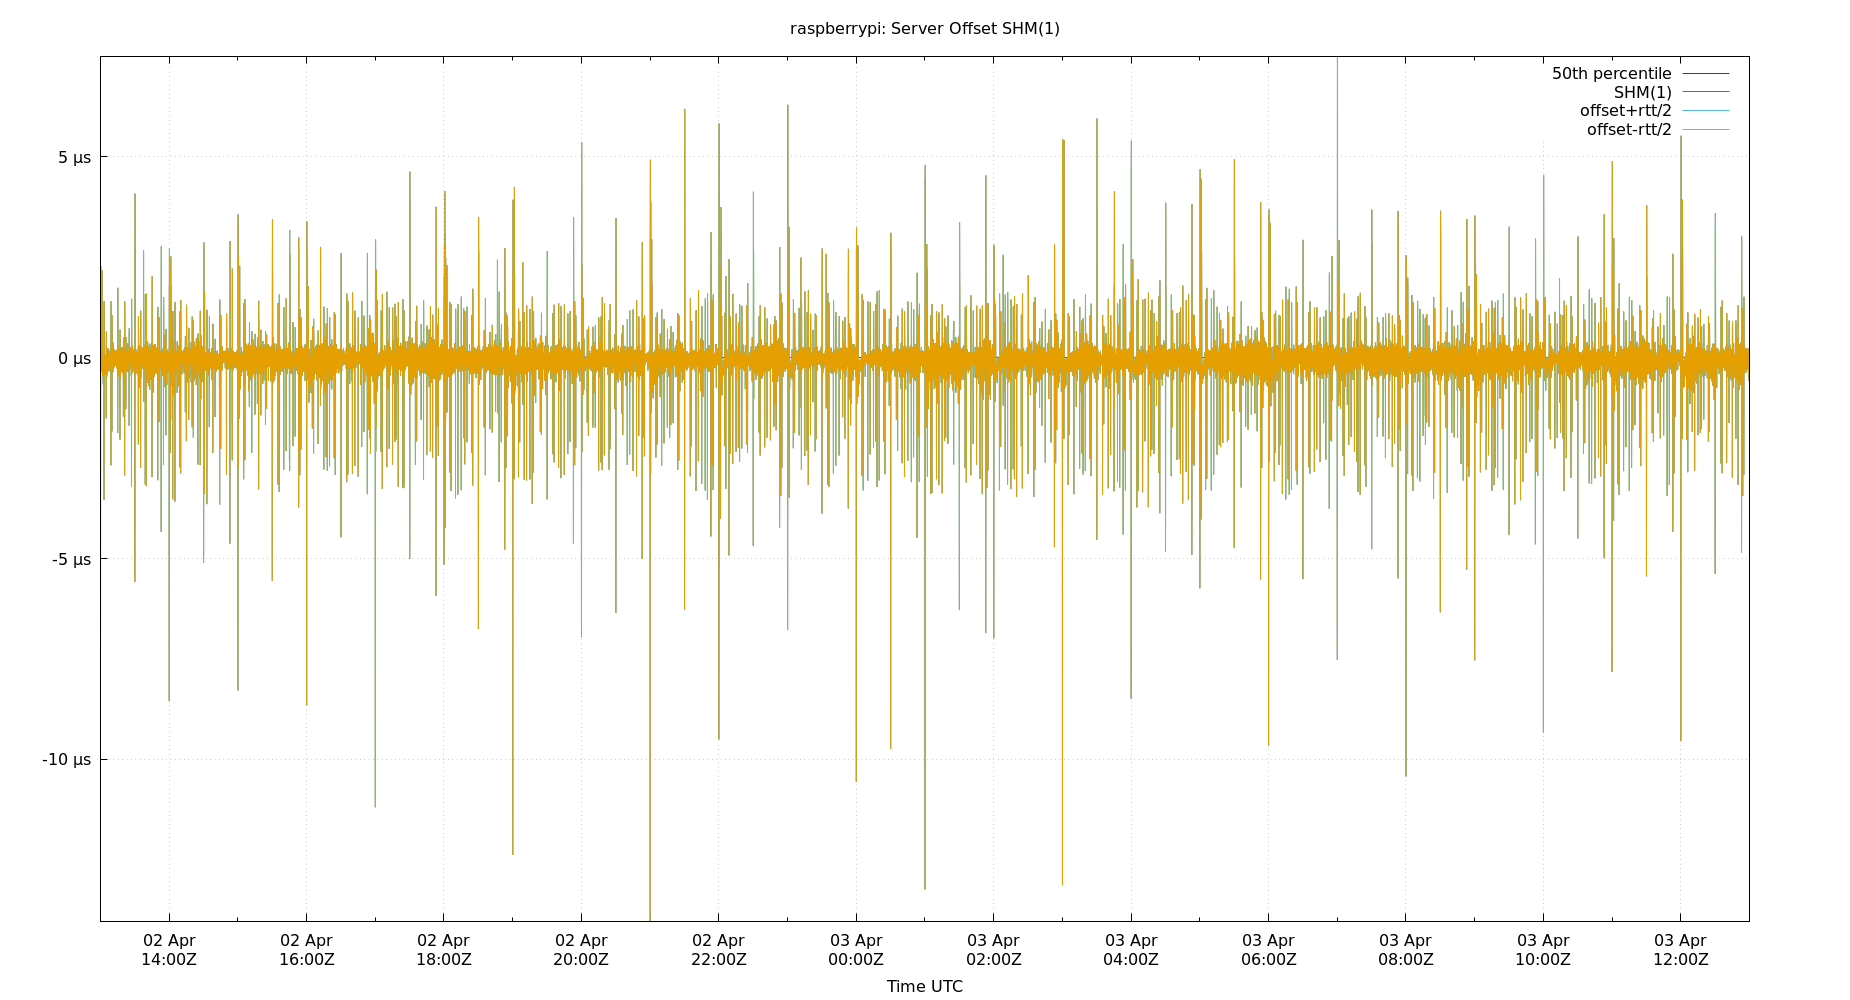 raspberrypi: Server Offset SHM(1)
50th percentile
SHM(1)
offset+rtt/2
offset-rtt/2
5 µs
0 µs
-5 µs
-10 µs
02 Apr 02 Apr 02 Apr 02 Apr 02 Apr 03 Apr 03 Apr 03 Apr 03 Apr 03 Apr 03 Apr 03 Apr
14:00Z 16:00Z 18:00Z 20:00Z 22:00Z 00:00Z 02:00Z 04:00Z 06:00Z 08:00Z 10:00Z 12:00Z
Time UTC